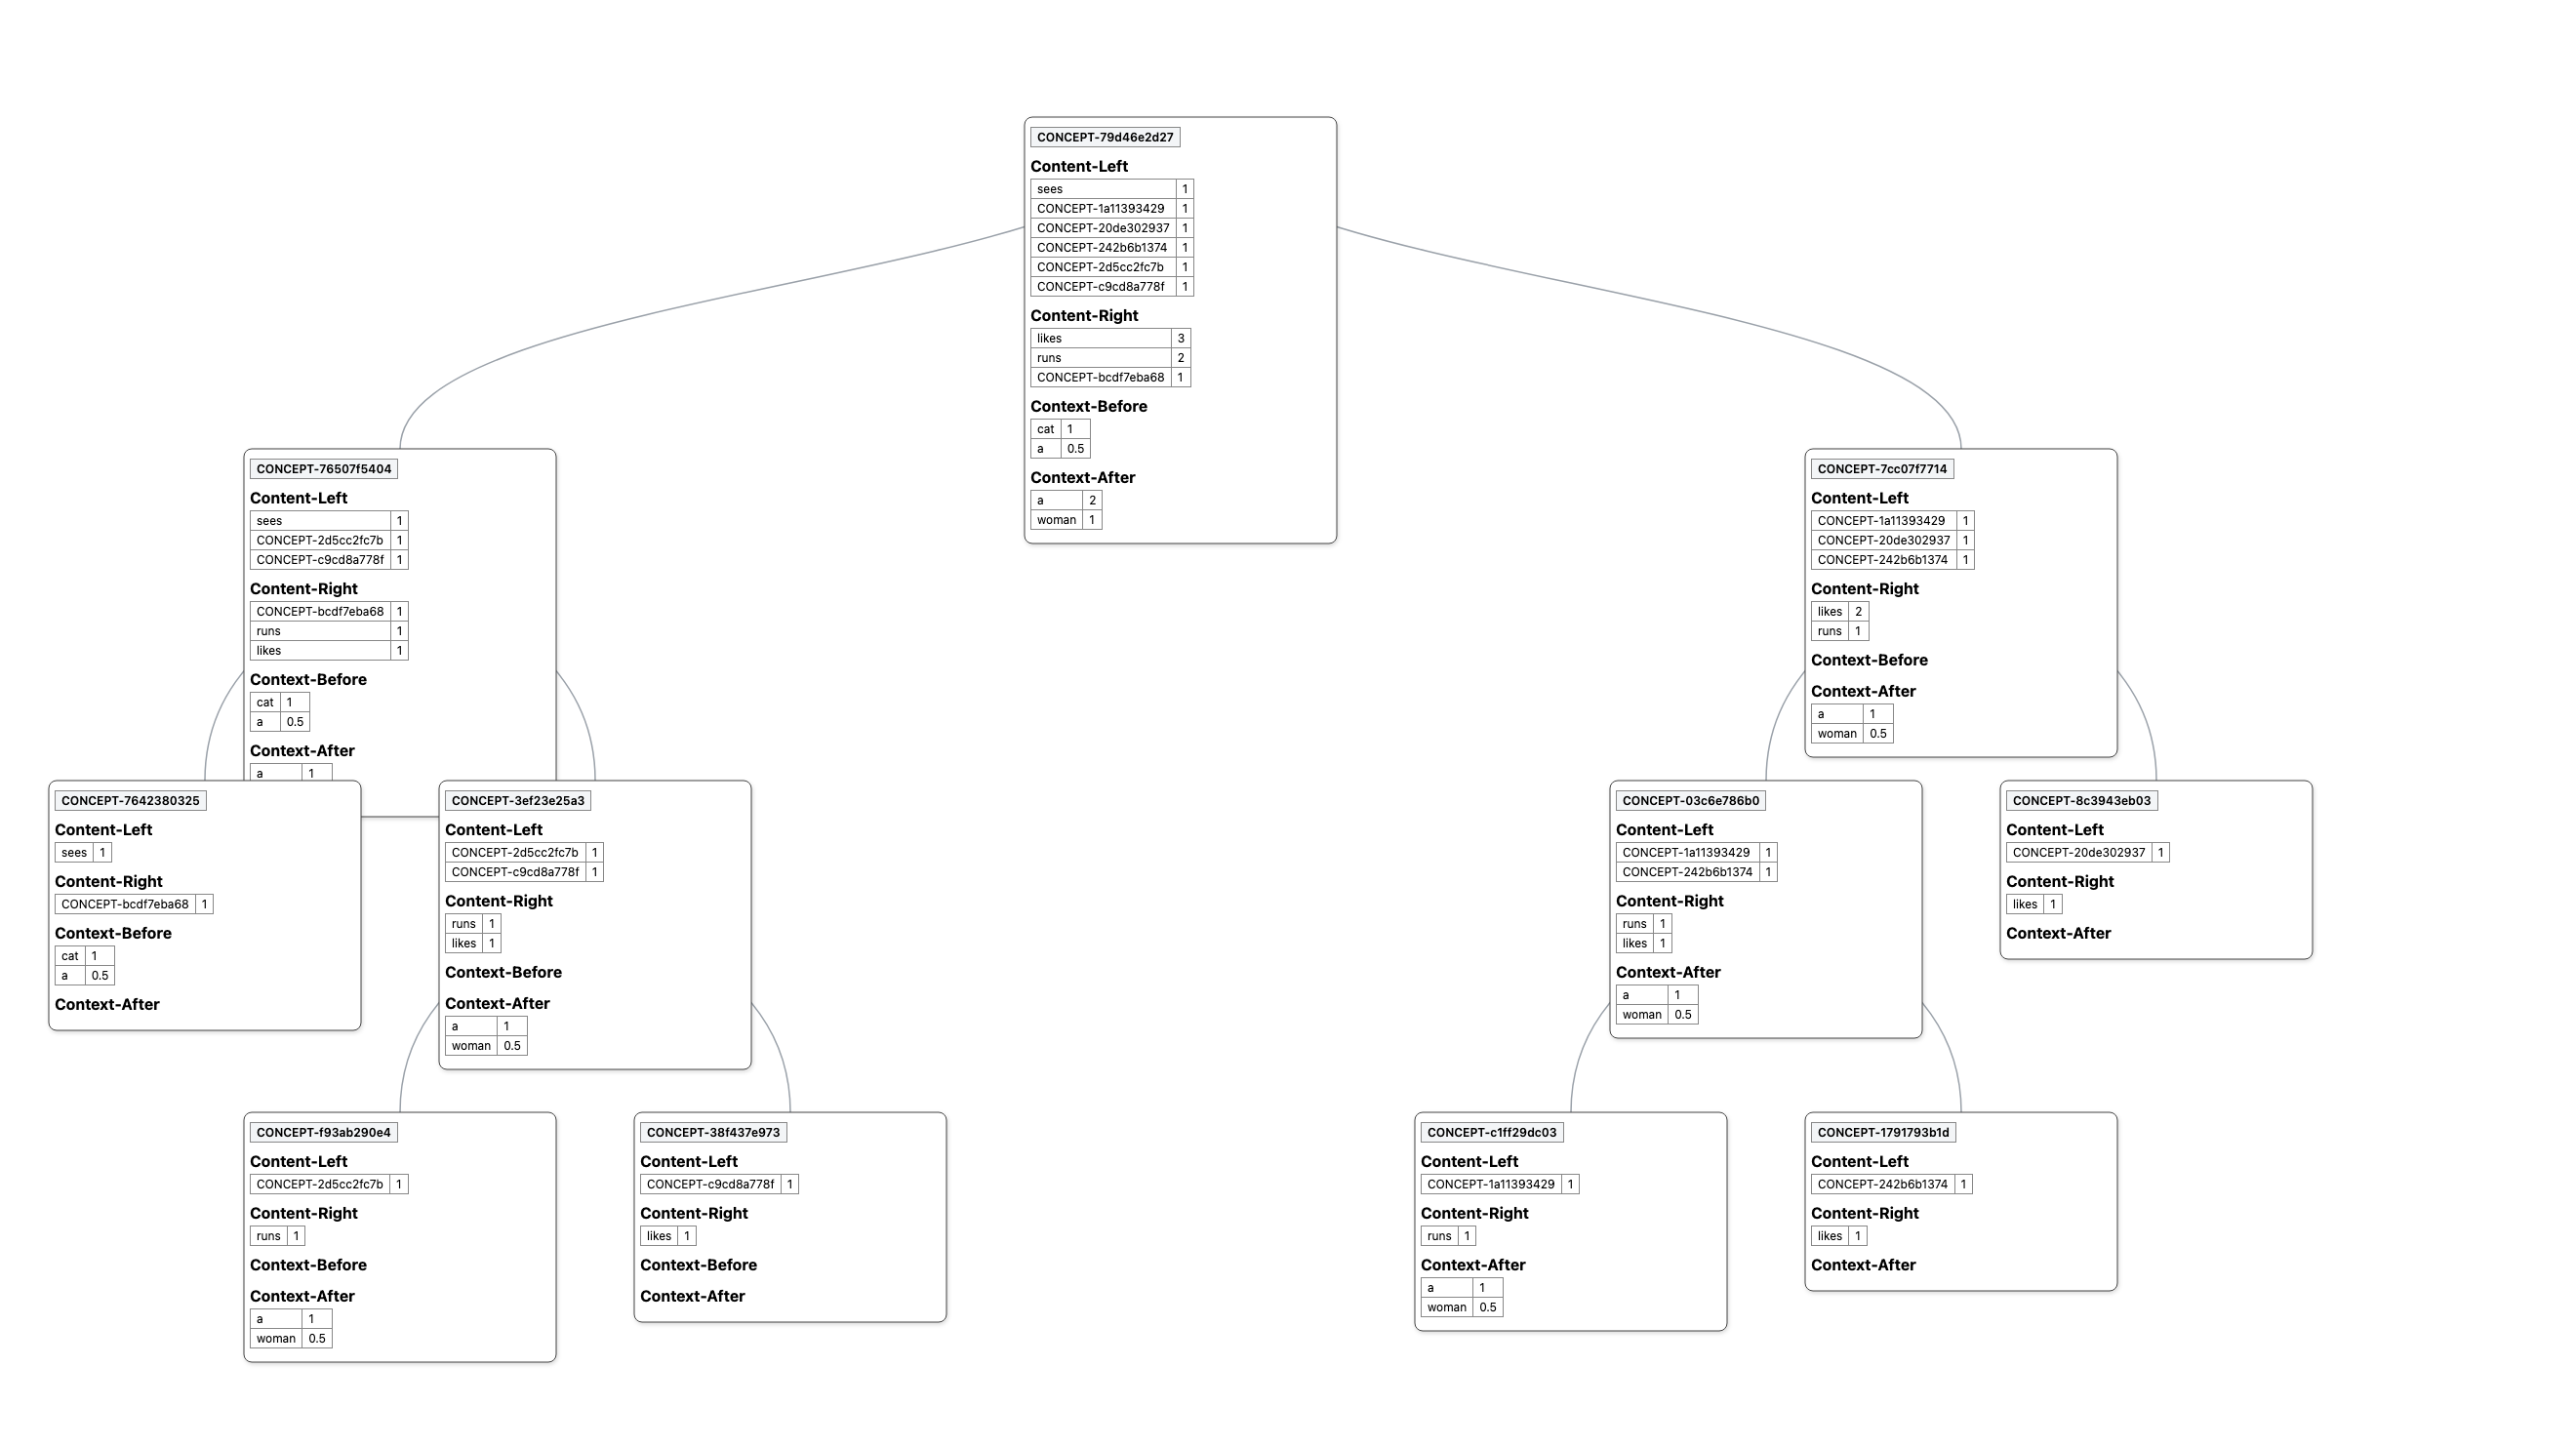 CONCEPT-79d46e2d27
Content-Left
sees 1
CONCEPT-1a11393429 1
CONCEPT-20de302937 1
CONCEPT-242b6b1374 1
CONCEPT-2d5cc2fc7b 1
CONCEPT-c9cd8a778f 1
Content-Right
likes 3
runs 2
CONCEPT-bcdf7eba68 1
Context-Before
cat 1
a 0.5
Context-After
a 2
woman 1
CONCEPT-76507f5404
Content-Left
sees 1
CONCEPT-2d5cc2fc7b 1
CONCEPT-c9cd8a778f 1
Content-Right
CONCEPT-bcdf7eba68 1
runs 1
likes 1
Context-Before
cat 1
a 0.5
Context-After
a 1
CONCEPT-7cc07f7714
Content-Left
CONCEPT-1a11393429 1
CONCEPT-20de302937 1
CONCEPT-242b6b1374 1
Content-Right
likes 2
runs 1
Context-Before
Context-After
a 1
woman 0.5
CONCEPT-7642380325
Content-Left
sees 1
Content-Right
CONCEPT-bcdf7eba68 1
Context-Before
cat 1
a 0.5
Context-After
CONCEPT-3ef23e25a3
Content-Left
CONCEPT-2d5cc2fc7b 1
CONCEPT-c9cd8a778f 1
Content-Right
runs 1
likes 1
Context-Before
Context-After
a 1
woman 0.5
CONCEPT-03c6e786b0
Content-Left
CONCEPT-1a11393429 1
CONCEPT-242b6b1374 1
Content-Right
runs 1
likes 1
Context-After
a 1
woman 0.5
CONCEPT-8c3943eb03
Content-Left
CONCEPT-20de302937 1
Content-Right
likes 1
Context-After
CONCEPT-f93ab290e4
Content-Left
CONCEPT-2d5cc2fc7b 1
Content-Right
runs 1
Context-Before
Context-After
a 1
woman 0.5
CONCEPT-38f437e973
Content-Left
CONCEPT-c9cd8a778f 1
Content-Right
likes 1
Context-Before
Context-After
CONCEPT-c1ff29dc03
Content-Left
CONCEPT-1a11393429 1
Content-Right
runs 1
Context-After
a 1
woman 0.5
CONCEPT-1791793b1d
Content-Left
CONCEPT-242b6b1374 1
Content-Right
likes 1
Context-After